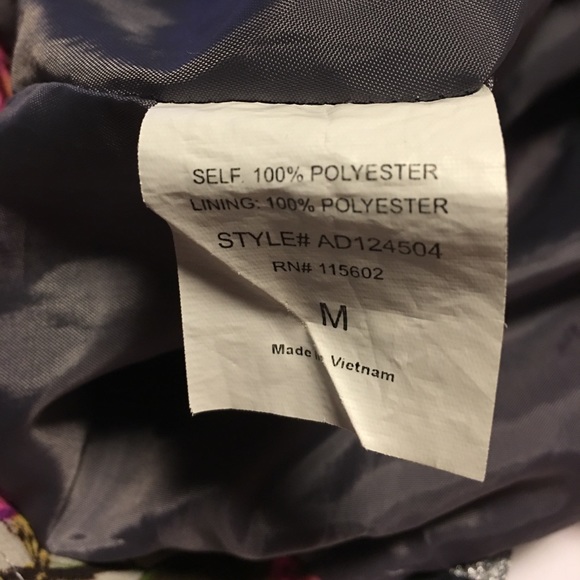 SELF 100% POLYESTER
LINING: 100% POLYESTER
STYLE# AD124504
RN# 115602
M
Made in Vietnam